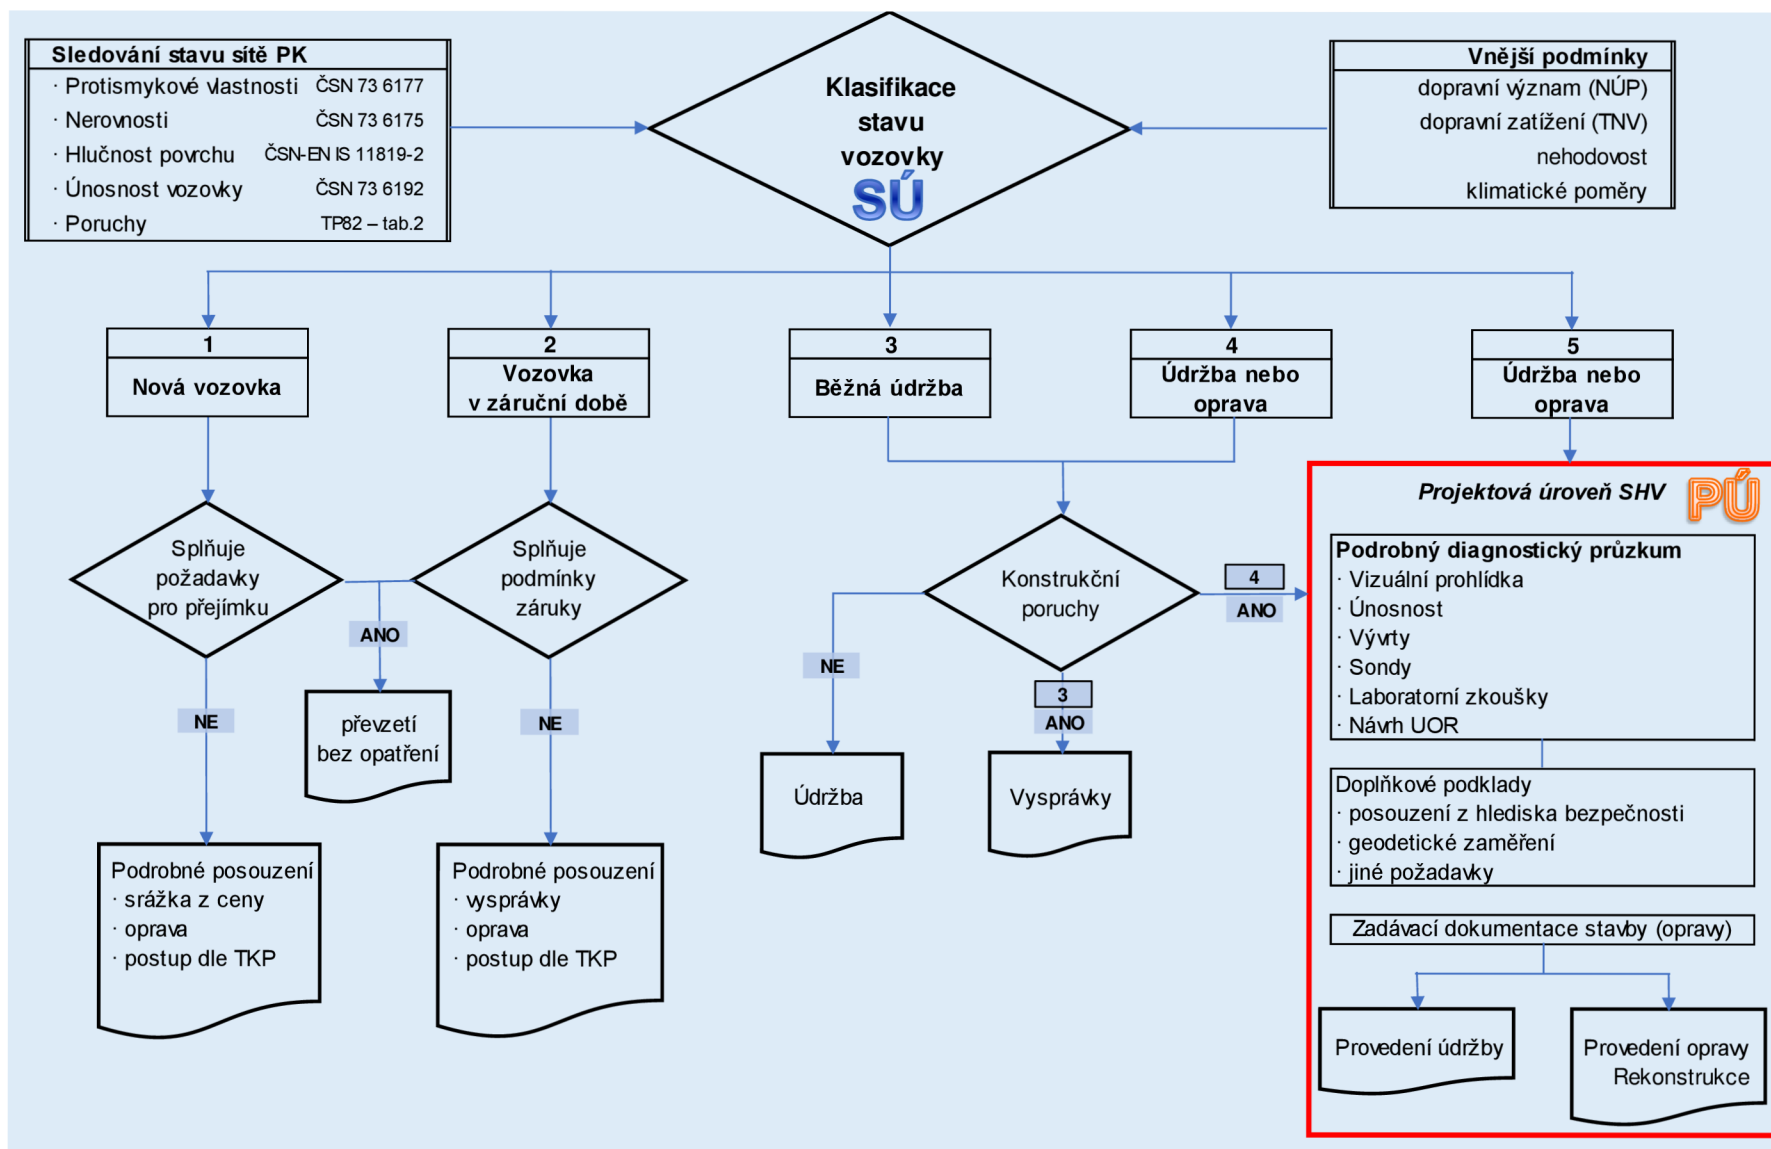 Sledování stavu sítě PK
· Protismykové vlastnosti ČSN 73 6177
· Nerovnosti ČSN 73 6175
· Hlučnost povrchu ČSN-EN IS 11819-2
· Únosnost vozovky ČSN 73 6192
· Poruchy TP82 – tab.2
Klasifikace
stavu
vozovky
SÚ
Vnější podmínky
dopravní význam (NÚP)
dopravní zatížení (TNV)
nehodovost
klimatické poměry
1
Nová vozovka
2
Vozovka
v záruční době
3
Běžná údržba
4
Údržba nebo
oprava
5
Údržba nebo
oprava
Splňuje
požadavky
pro přejímku
Splňuje
podmínky
záruky
ANO
NE
NE
převzetí
bez opatření
Podrobné posouzení
· srážka z ceny
· oprava
· postup dle TKP
Podrobné posouzení
· vysprávky
· oprava
· postup dle TKP
Konstrukční
poruchy
NE
3
ANO
4
ANO
Údržba
Vysprávky
Projektová úroveň SHV
PÚ
Podrobný diagnostický průzkum
· Vizuální prohlídka
· Únosnost
· Vývrty
· Sondy
· Laboratorní zkoušky
· Návrh UOR
Doplňkové podklady
· posouzení z hlediska bezpečnosti
· geodetické zaměření
· jiné požadavky
Zadávací dokumentace stavby (opravy)
Provedení údržby
Provedení opravy
Rekonstrukce